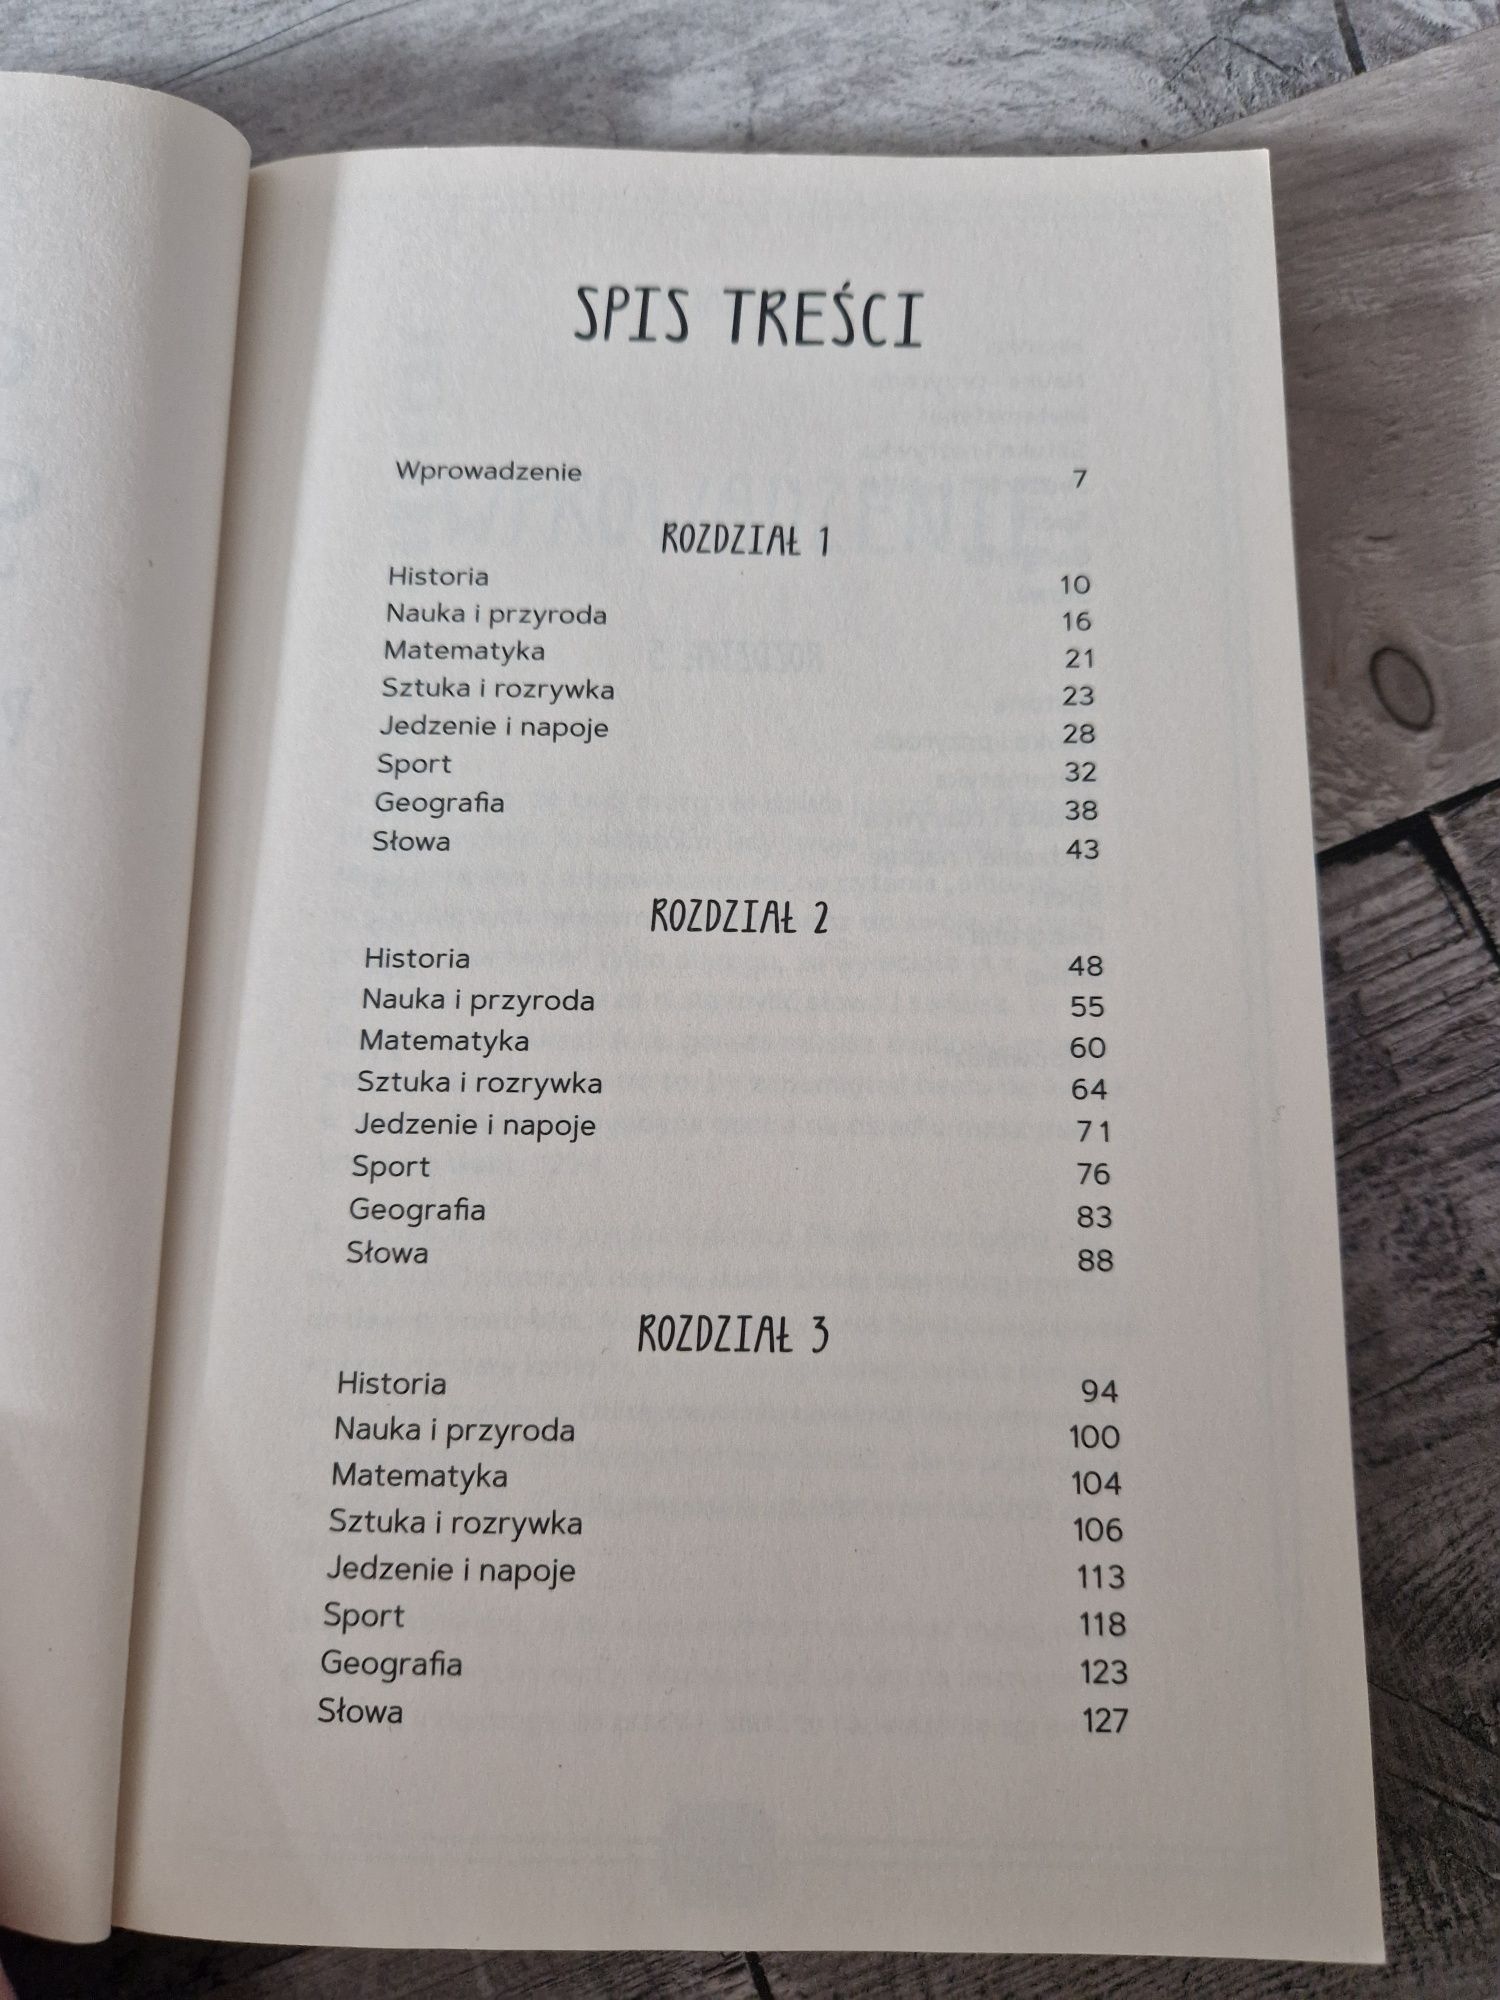 SPIS TREŚCI
Wprowadzenie 7
ROZDZIAŁ 1
Historia 10
Nauka i przyroda 16
Matematyka 21
Sztuka i rozrywka 23
Jedzenie i napoje 28
Sport 32
Geografia 38
Słowa 43
ROZDZIAŁ 2
Historia 48
Nauka i przyroda 55
Matematyka 60
Sztuka i rozrywka 64
Jedzenie i napoje 71
Sport 76
Geografia 83
Słowa 88
ROZDZIAŁ 3
Historia 94
Nauka i przyroda 100
Matematyka 104
Sztuka i rozrywka 106
Jedzenie i napoje 113
Sport 118
Geografia 123
Słowa 127